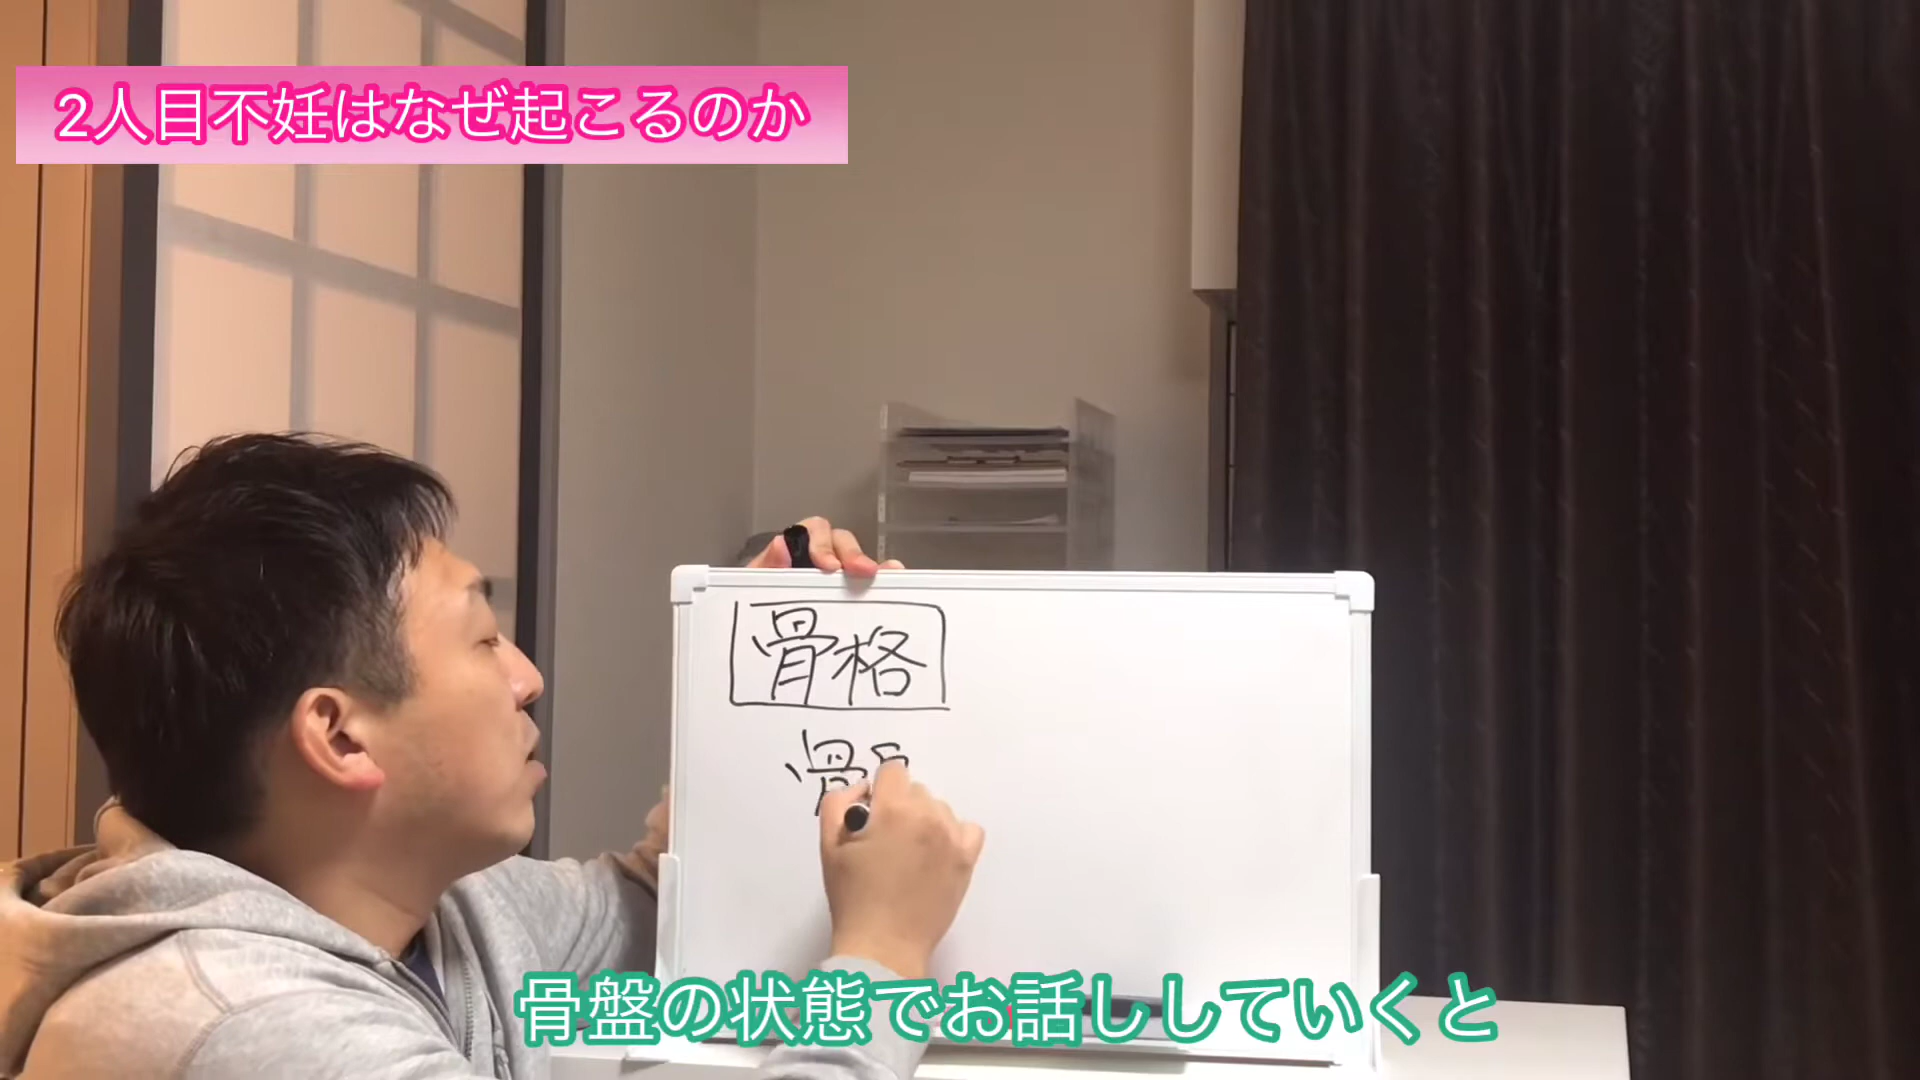 2人目不妊はなぜ起こるのか
骨格
骨
骨盤の状態でお話ししていくと